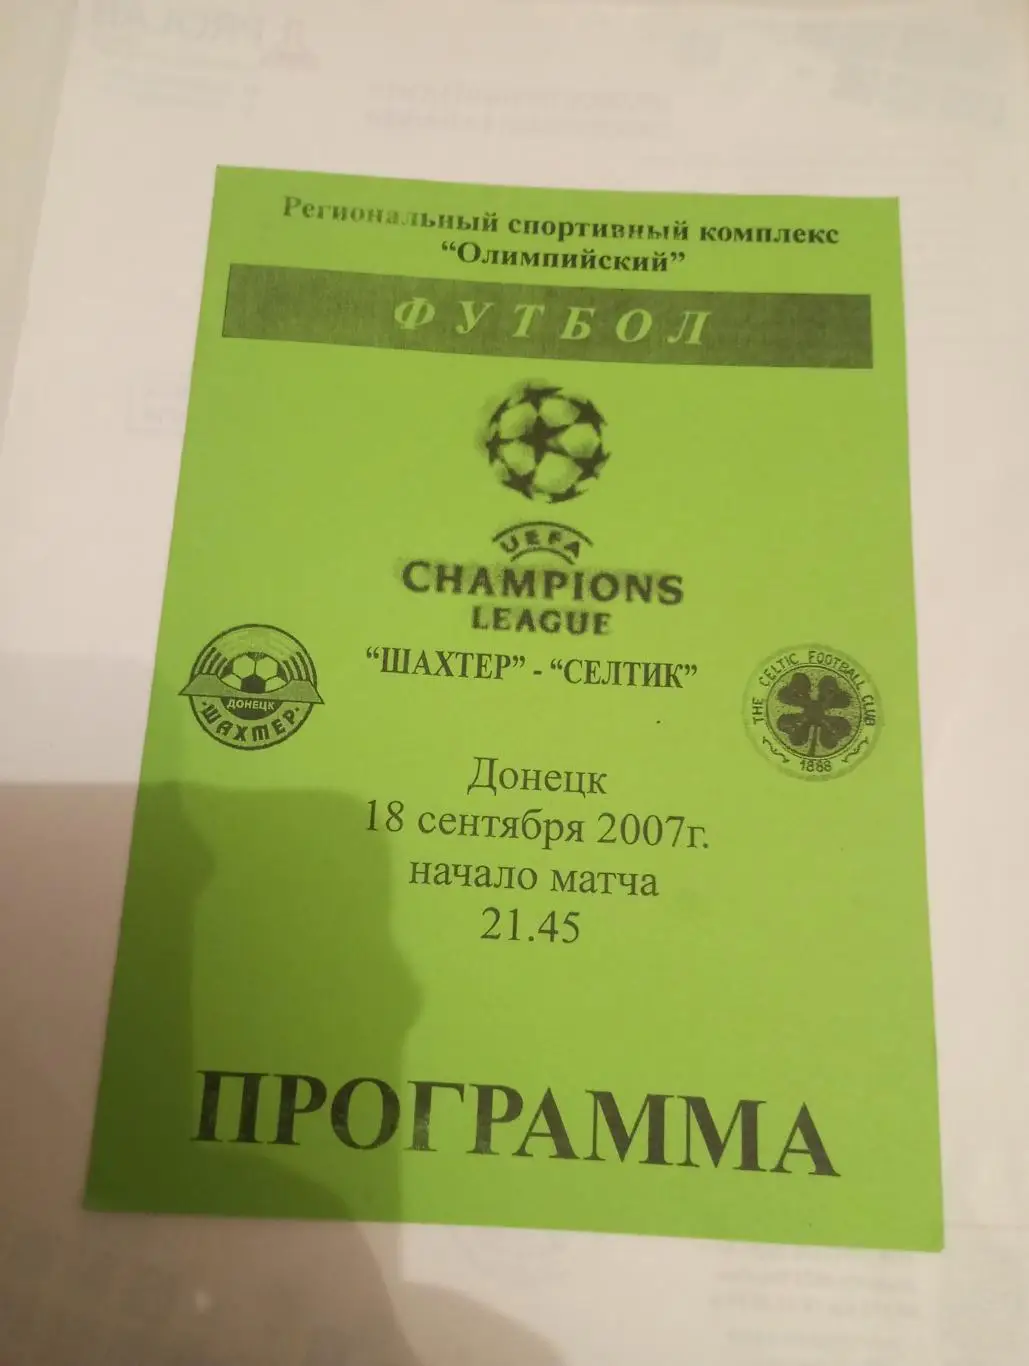 Региональный спортивный комплекс
“Олимпийский”
ФУТБОЛ
UEFA
CHAMPIONS
LEAGUE
“ШАХТЕР” - “СЕЛТИК”
ДОНЕЦК
ШАХТЕР
THE CELTIC FOOTBALL CLUB
1888
Донецк
18 сентября 2007г.
начало матча
21.45
ПРОГРАММА